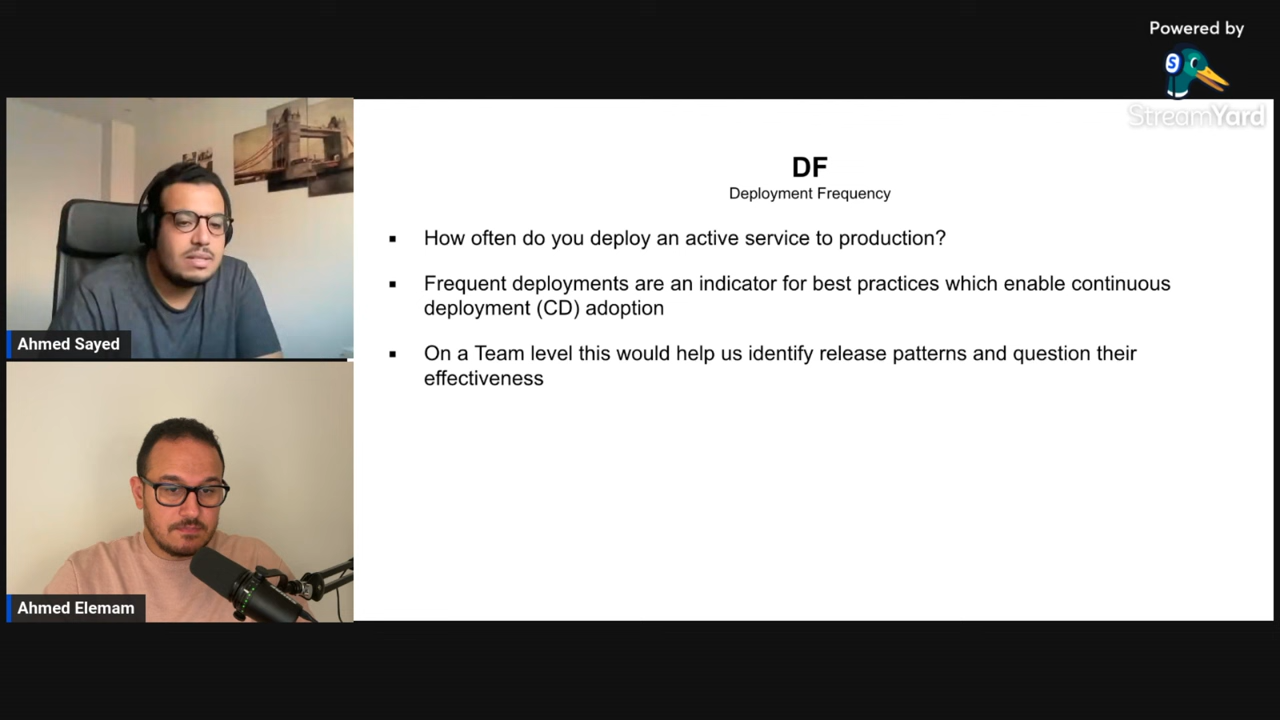 Powered by
StreamYard
DF
Deployment Frequency
▪ How often do you deploy an active service to production?
▪ Frequent deployments are an indicator for best practices which enable continuous
deployment (CD) adoption
▪ On a Team level this would help us identify release patterns and question their
effectiveness
Ahmed Sayed
Ahmed Elemam